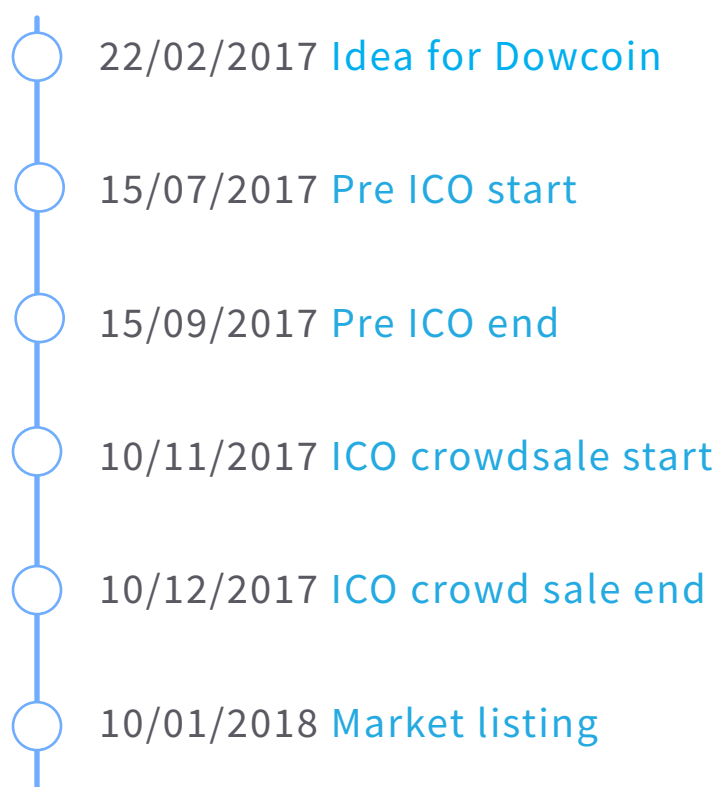 22/02/2017 Idea for Dowcoin
15/07/2017 Pre ICO start
15/09/2017 Pre ICO end
10/11/2017 ICO crowdsale start
10/12/2017 ICO crowd sale end
10/01/2018 Market listing